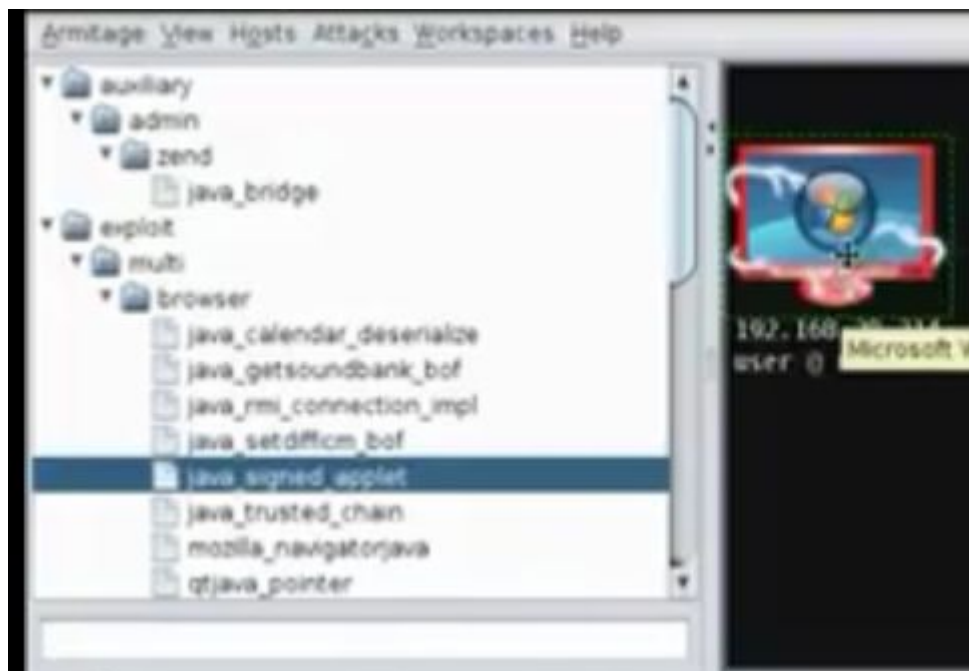 Armitage View Hosts Attacks Workspaces Help
auxiliary
admin
zend
java_bridge
exploit
multi
browser
java_calendar_deserialize
java_getsoundbank_bof
java_rmi_connection_impl
java_setdifficm_bof
java_signed_applet
java_trusted_chain
mozilla_navigatorjava
qtjava_pointer
192.168
user @
Microsoft